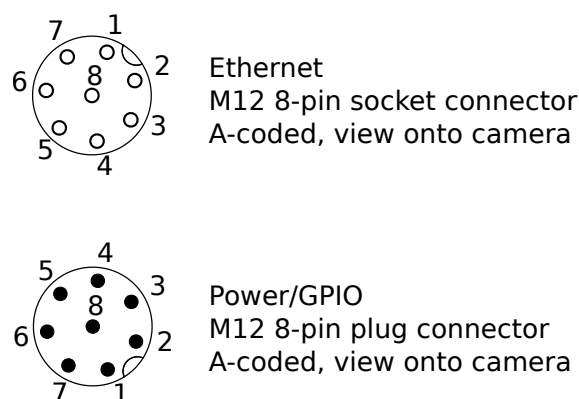 1
7
2
8
6
3
5
4
Ethernet
M12 8-pin socket connector
A-coded, view onto camera
4
5
3
8
6
2
7
1
Power/GPIO
M12 8-pin plug connector
A-coded, view onto camera